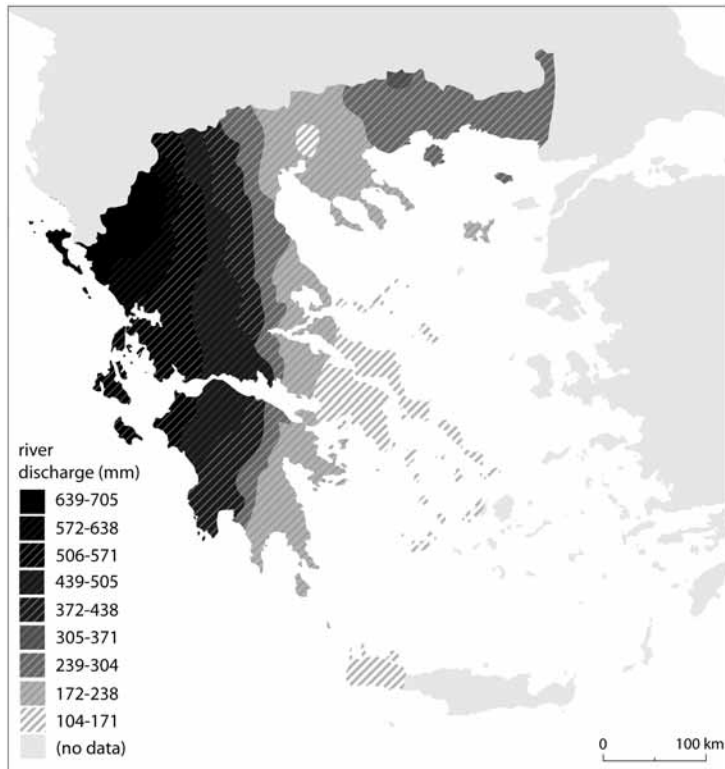 river
discharge (mm)
639-705
572-638
506-571
439-505
372-438
305-371
239-304
172-238
104-171
(no data)
0 100 km